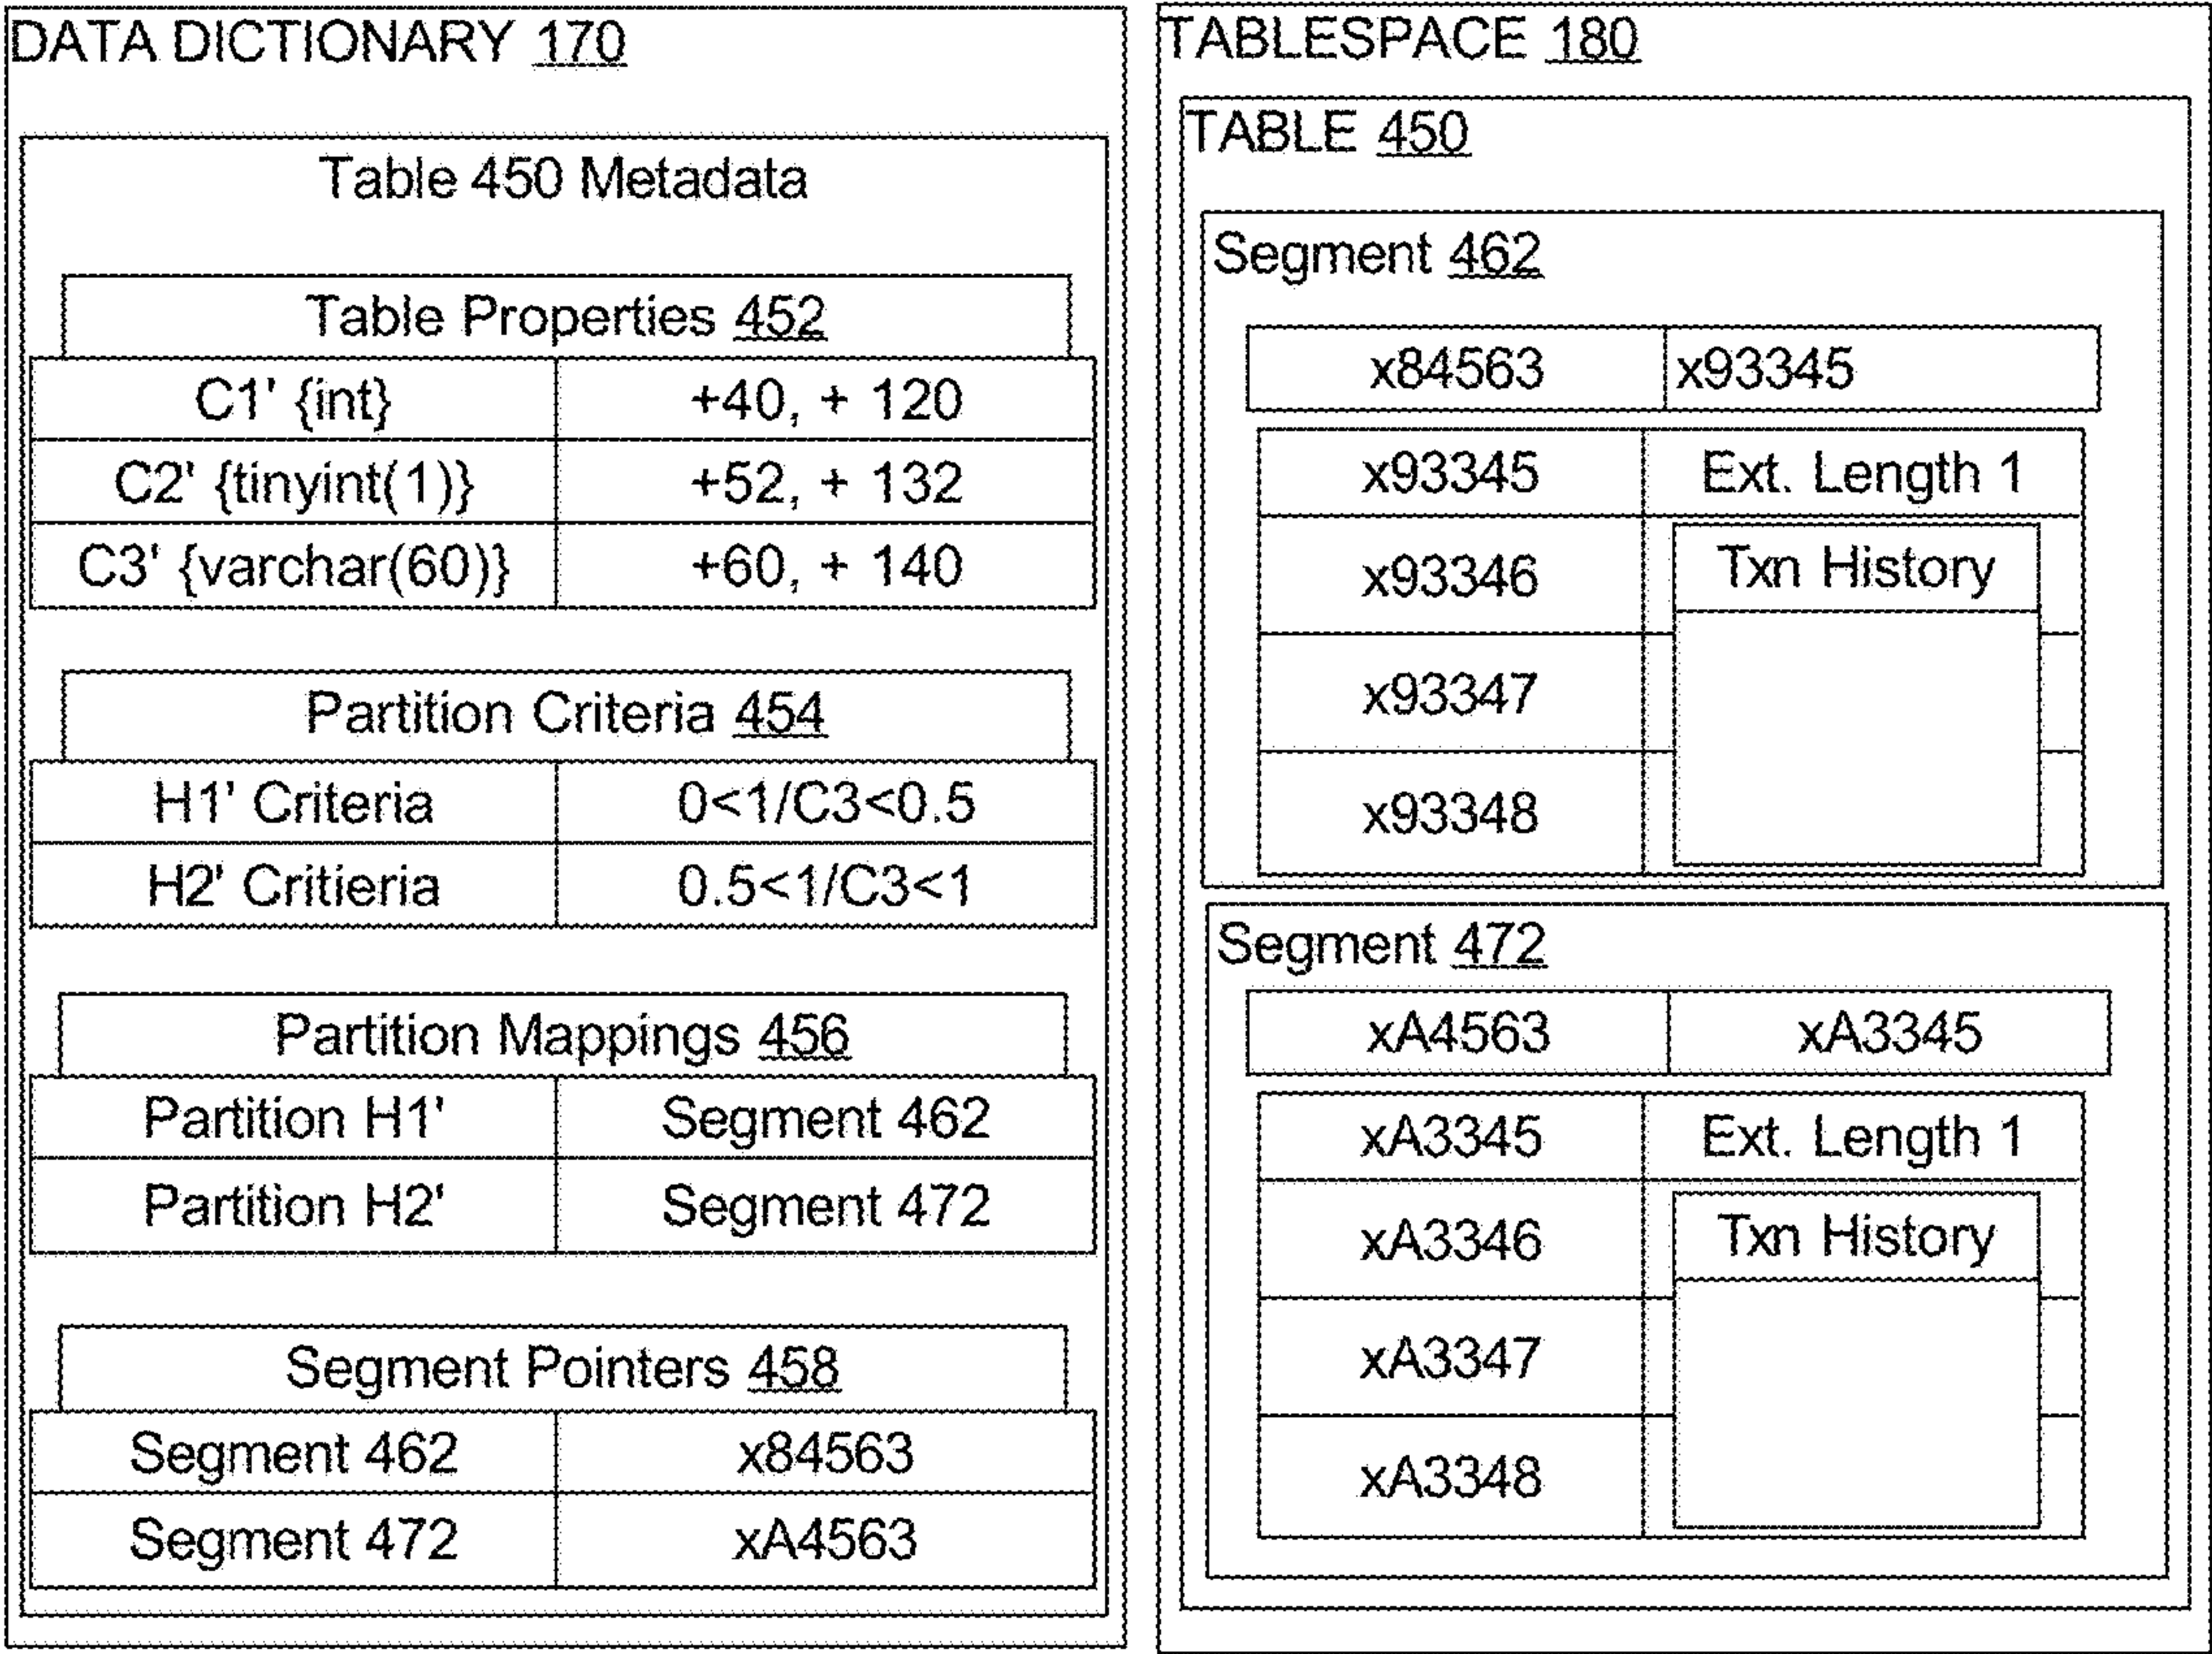 DATA DICTIONARY 170
Table 450 Metadata
Table Properties 452
C1' {int} +40, + 120
C2' {tinyint(1)} +52, + 132
C3' {varchar(60)} +60, + 140
Partition Criteria 454
H1' Criteria 0<1/C3<0.5
H2' Critieria 0.5<1/C3<1
Partition Mappings 456
Partition H1' Segment 462
Partition H2' Segment 472
Segment Pointers 458
Segment 462 x84563
Segment 472 xA4563
TABLESPACE 180
TABLE 450
Segment 462
x84563 x93345
x93345 Ext. Length 1
x93346 Txn History
x93347
x93348
Segment 472
xA4563 xA3345
xA3345 Ext. Length 1
xA3346 Txn History
xA3347
xA3348